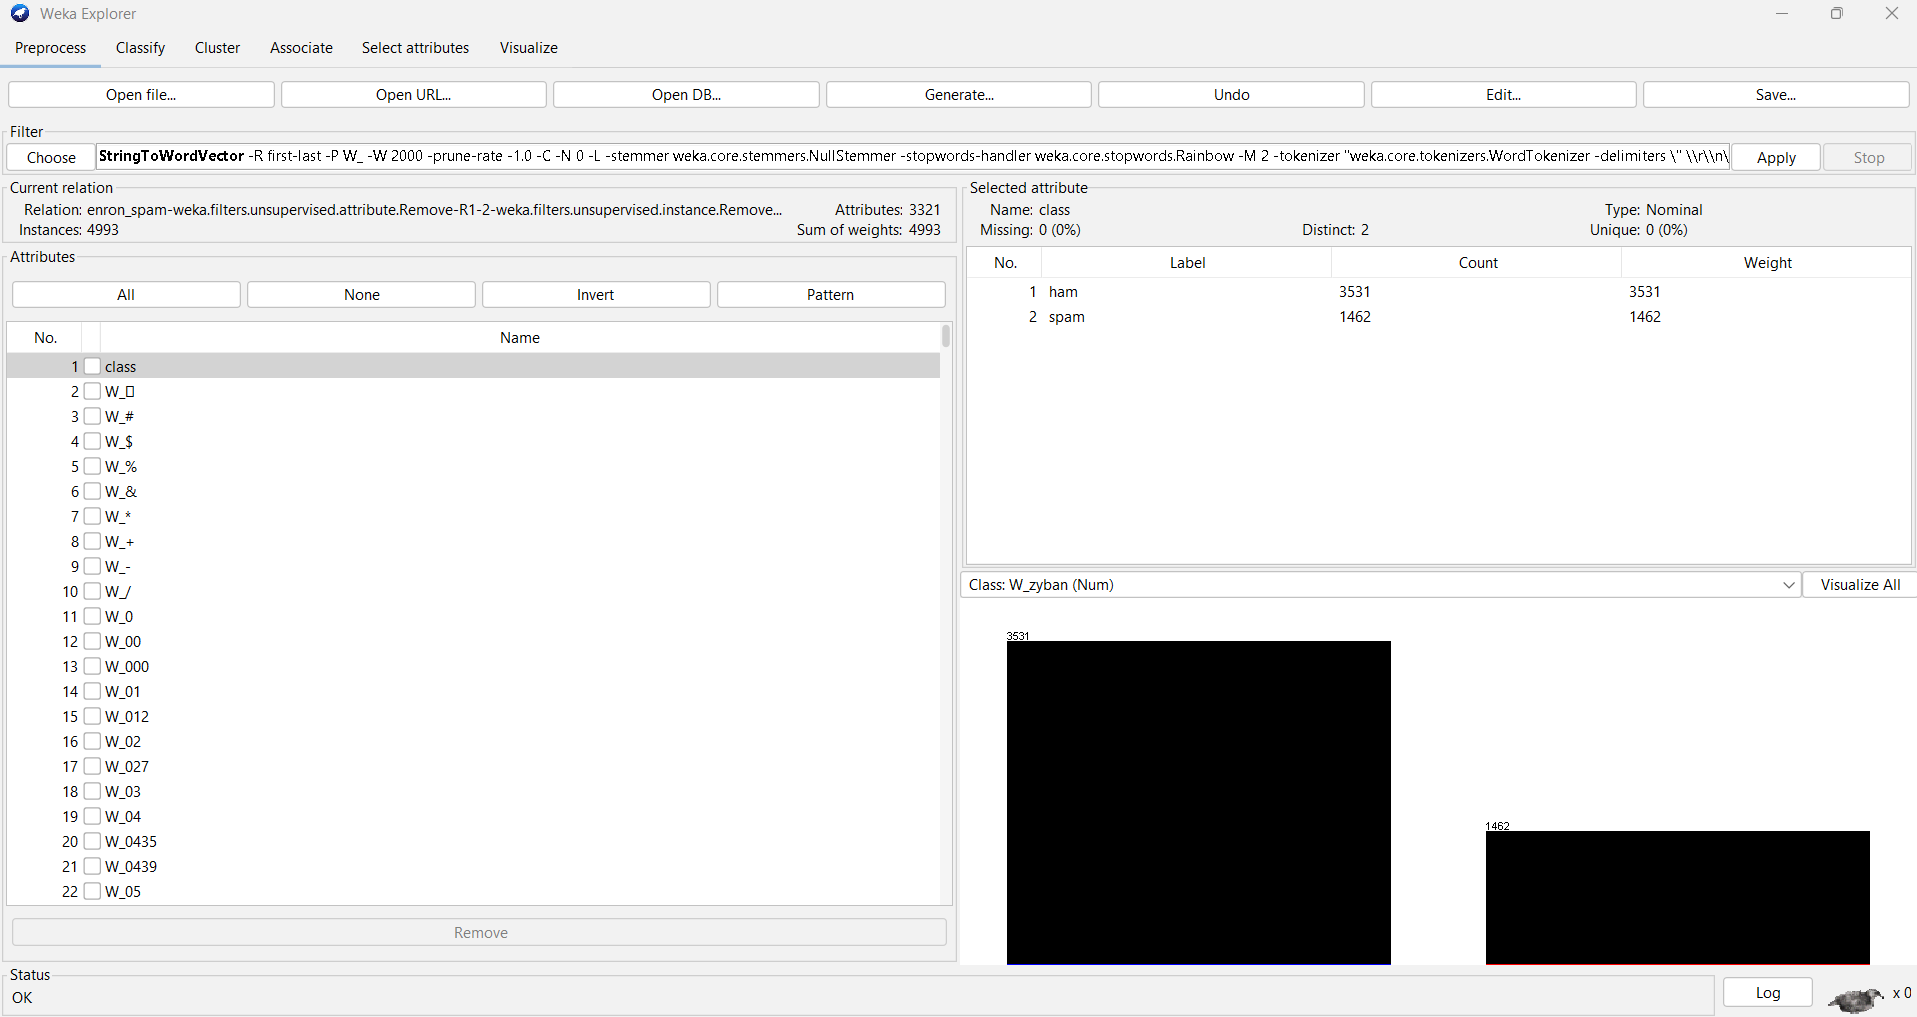 Weka Explorer
Preprocess Classify Cluster Associate Select attributes Visualize
Open file... Open URL... Open DB... Generate... Undo Edit... Save...
Filter
Choose StringToWordVector -R first-last -P W_ -W 2000 -prune-rate -1.0 -C -N 0 -L -stemmer weka.core.stemmers.NullStemmer -stopwords-handler weka.core.stopwords.Rainbow -M 2 -tokenizer "weka.core.tokenizers.WordTokenizer -delimiters \" \\r\\n\ Apply Stop
Current relation
Relation: enron_spam-weka.filters.unsupervised.attribute.Remove-R1-2-weka.filters.unsupervised.instance.Remove... Attributes: 3321
Instances: 4993 Sum of weights: 4993
Attributes
All None Invert Pattern
No. Name
1 class
2 W_▯
3 W_#
4 W_$
5 W_%
6 W_&
7 W_*
8 W_+
9 W_-
10 W_/
11 W_0
12 W_00
13 W_000
14 W_01
15 W_012
16 W_02
17 W_027
18 W_03
19 W_04
20 W_0435
21 W_0439
22 W_05
Remove
Selected attribute
Name: class Type: Nominal
Missing: 0 (0%) Distinct: 2 Unique: 0 (0%)
No. Label Count Weight
1 ham 3531 3531
2 spam 1462 1462
Class: W_zyban (Num) Visualize All
3531
1462
Status
OK
Log x 0